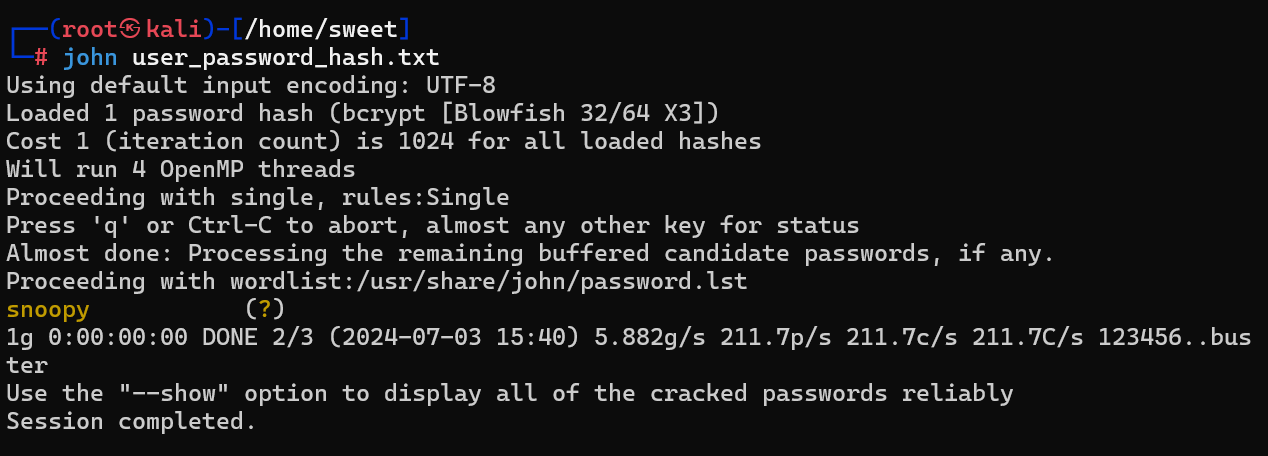 ┌──(root㉿kali)-[/home/sweet]
└─# john user_password_hash.txt
Using default input encoding: UTF-8
Loaded 1 password hash (bcrypt [Blowfish 32/64 X3])
Cost 1 (iteration count) is 1024 for all loaded hashes
Will run 4 OpenMP threads
Proceeding with single, rules:Single
Press 'q' or Ctrl-C to abort, almost any other key for status
Almost done: Processing the remaining buffered candidate passwords, if any.
Proceeding with wordlist:/usr/share/john/password.lst
snoopy           (?)
1g 0:00:00:00 DONE 2/3 (2024-07-03 15:40) 5.882g/s 211.7p/s 211.7c/s 211.7C/s 123456..bus
ter
Use the "--show" option to display all of the cracked passwords reliably
Session completed.